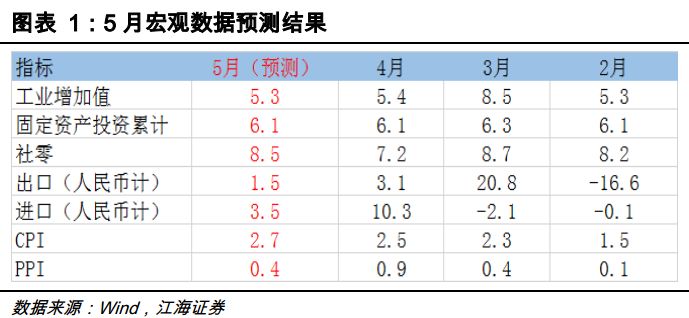 图表 1：5 月宏观数据预测结果
指标 5月（预测） 4月 3月 2月
工业增加值 5.3 5.4 8.5 5.3
固定资产投资累计 6.1 6.1 6.3 6.1
社零 8.5 7.2 8.7 8.2
出口（人民币计） 1.5 3.1 20.8 -16.6
进口（人民币计） 3.5 10.3 -2.1 -0.1
CPI 2.7 2.5 2.3 1.5
PPI 0.4 0.9 0.4 0.1
数据来源：Wind，江海证券